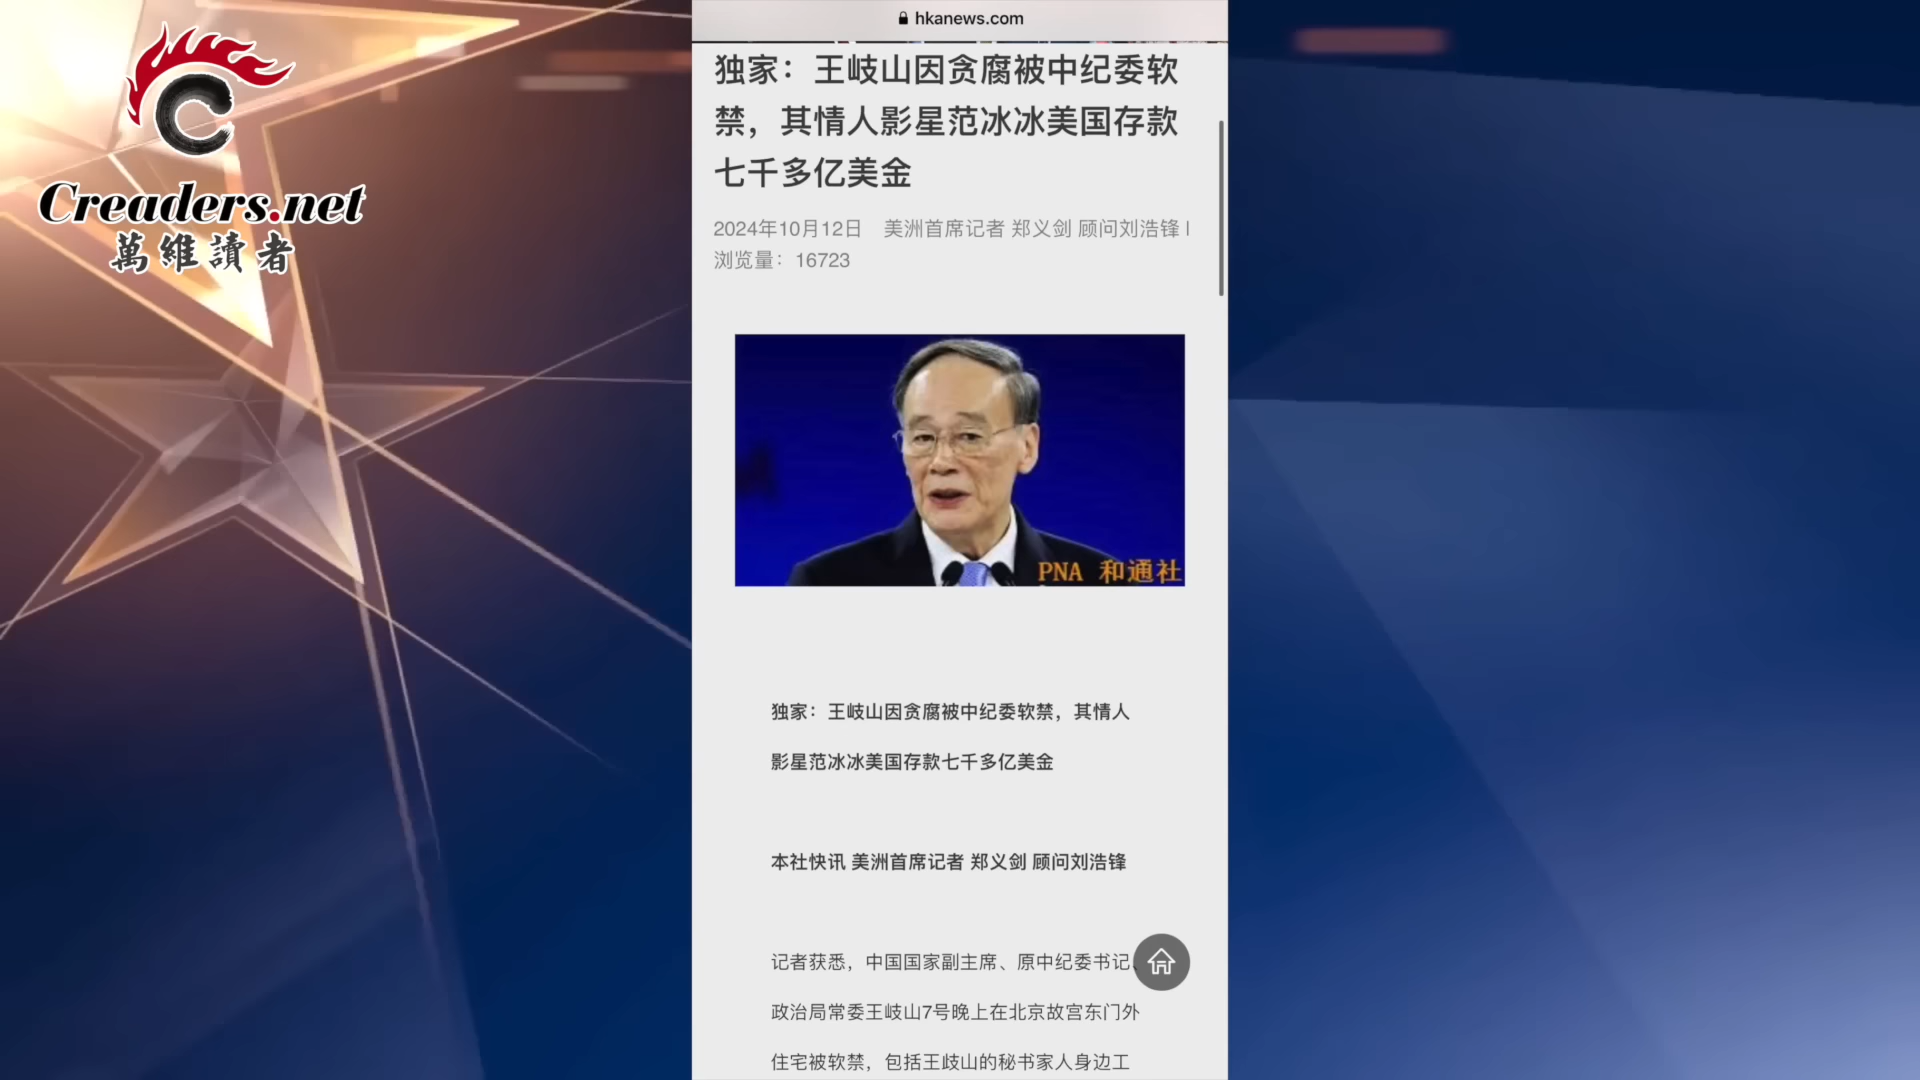 Creaders.net
萬維讀者
hkanews.com
独家：王岐山因贪腐被中纪委软
禁，其情人影星范冰冰美国存款
七千多亿美金
2024年10月12日 美洲首席记者 郑义剑 顾问刘浩锋 |
浏览量：16723
PNA 和通社
独家：王岐山因贪腐被中纪委软禁，其情人
影星范冰冰美国存款七千多亿美金
本社快讯 美洲首席记者 郑义剑 顾问刘浩锋
记者获悉，中国国家副主席、原中纪委书记、
政治局常委王岐山7号晚上在北京故宫东门外
住宅被软禁，包括王歧山的秘书家人身边工